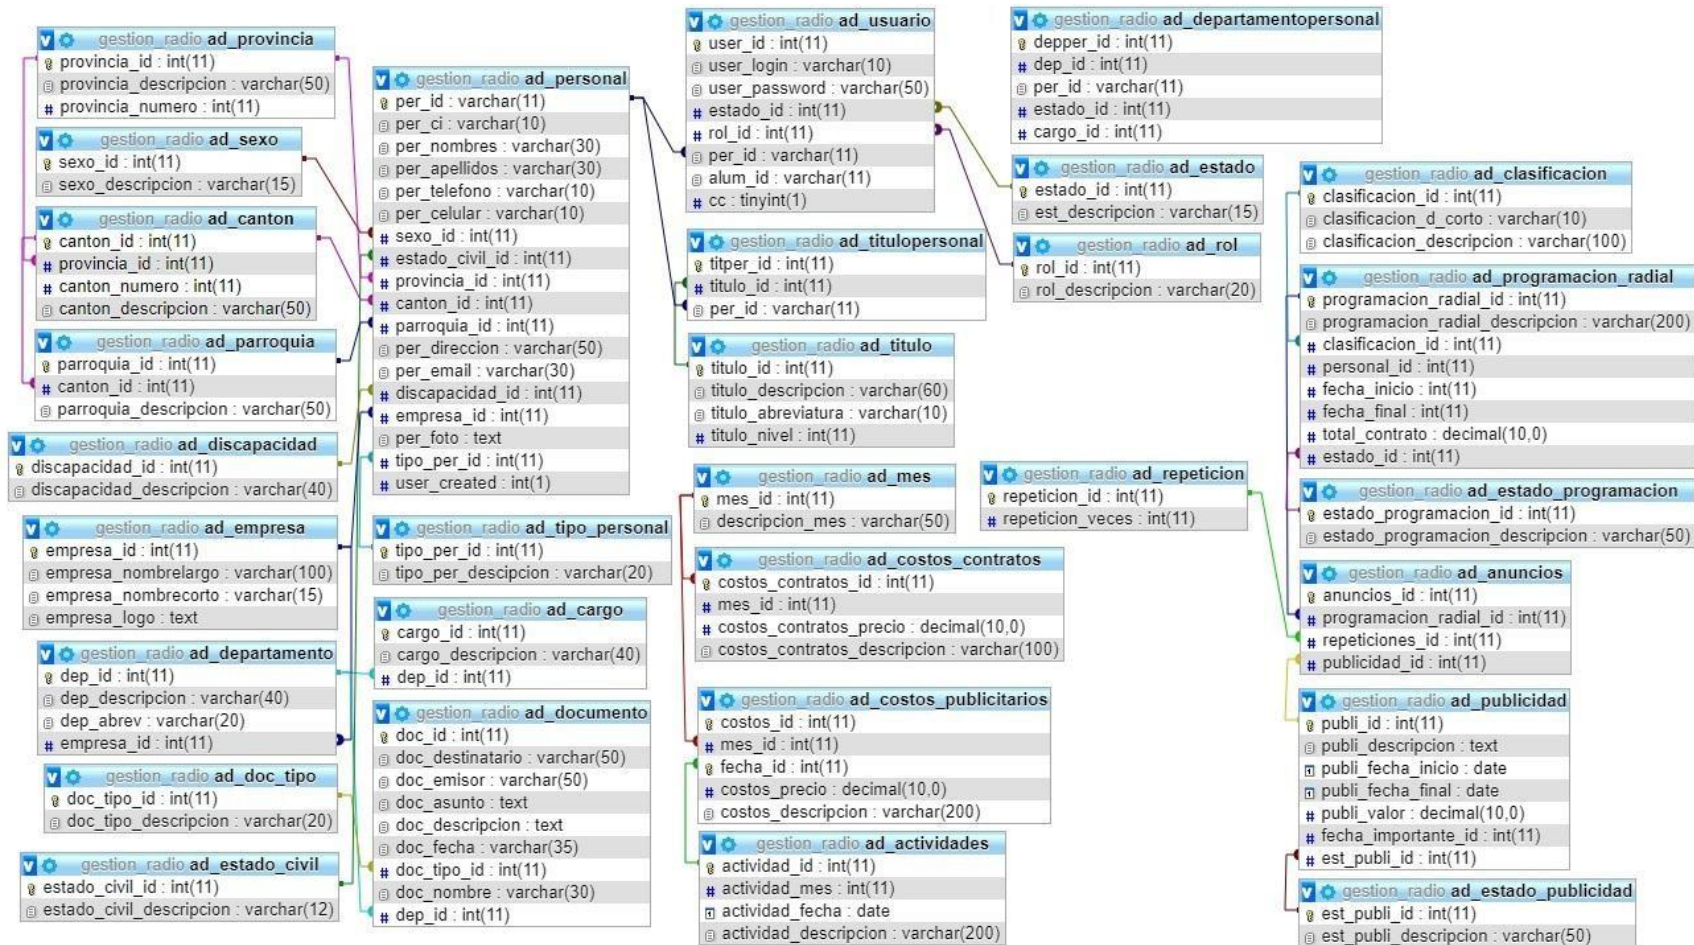 gestion_radio ad_provincia
provincia_id : int(11)
provincia_descripcion : varchar(50)
# provincia_numero : int(11)
gestion_radio ad_sexo
sexo_id : int(11)
sexo_descripcion : varchar(15)
gestion_radio ad_canton
canton_id : int(11)
# provincia_id : int(11)
# canton_numero : int(11)
canton_descripcion : varchar(50)
gestion_radio ad_parroquia
parroquia_id : int(11)
# canton_id : int(11)
parroquia_descripcion : varchar(50)
gestion_radio ad_discapacidad
discapacidad_id : int(11)
discapacidad_descripcion : varchar(40)
gestion_radio ad_empresa
empresa_id : int(11)
empresa_nombrelargo : varchar(100)
empresa_nombrecorto : varchar(15)
empresa_logo : text
gestion_radio ad_departamento
dep_id : int(11)
dep_descripcion : varchar(40)
dep_abrev : varchar(20)
# empresa_id : int(11)
gestion_radio ad_doc_tipo
doc_tipo_id : int(11)
doc_tipo_descripcion : varchar(20)
gestion_radio ad_estado_civil
estado_civil_id : int(11)
estado_civil_descripcion : varchar(12)
gestion_radio ad_personal
per_id : varchar(11)
per_ci : varchar(10)
per_nombres : varchar(30)
per_apellidos : varchar(30)
per_telefono : varchar(10)
per_celular : varchar(10)
# sexo_id : int(11)
# estado_civil_id : int(11)
# provincia_id : int(11)
# canton_id : int(11)
# parroquia_id : int(11)
per_direccion : varchar(50)
per_email : varchar(30)
# discapacidad_id : int(11)
# empresa_id : int(11)
per_foto : text
# tipo_per_id : int(11)
# user_created : int(1)
gestion_radio ad_tipo_personal
tipo_per_id : int(11)
tipo_per_descipcion : varchar(20)
gestion_radio ad_cargo
cargo_id : int(11)
cargo_descripcion : varchar(40)
# dep_id : int(11)
gestion_radio ad_documento
doc_id : int(11)
doc_destinatario : varchar(50)
doc_emisor : varchar(50)
doc_asunto : text
doc_descripcion : text
doc_fecha : varchar(35)
# doc_tipo_id : int(11)
doc_nombre : varchar(30)
# dep_id : int(11)
gestion_radio ad_usuario
user_id : int(11)
user_login : varchar(10)
user_password : varchar(50)
# estado_id : int(11)
# rol_id : int(11)
per_id : varchar(11)
alum_id : varchar(11)
# cc : tinyint(1)
gestion_radio ad_titulopersonal
titper_id : int(11)
# titulo_id : int(11)
per_id : varchar(11)
gestion_radio ad_titulo
titulo_id : int(11)
titulo_descripcion : varchar(60)
titulo_abreviatura : varchar(10)
# titulo_nivel : int(11)
gestion_radio ad_mes
mes_id : int(11)
descripcion_mes : varchar(50)
gestion_radio ad_costos_contratos
costos_contratos_id : int(11)
# mes_id : int(11)
# costos_contratos_precio : decimal(10,0)
costos_contratos_descripcion : varchar(100)
gestion_radio ad_costos_publicitarios
costos_id : int(11)
# mes_id : int(11)
fecha_id : int(11)
# costos_precio : decimal(10,0)
costos_descripcion : varchar(200)
gestion_radio ad_actividades
actividad_id : int(11)
# actividad_mes : int(11)
actividad_fecha : date
actividad_descripcion : varchar(200)
gestion_radio ad_departamentopersonal
depper_id : int(11)
# dep_id : int(11)
per_id : varchar(11)
# estado_id : int(11)
# cargo_id : int(11)
gestion_radio ad_estado
estado_id : int(11)
est_descripcion : varchar(15)
gestion_radio ad_rol
rol_id : int(11)
rol_descripcion : varchar(20)
gestion_radio ad_repeticion
repeticion_id : int(11)
# repeticion_veces : int(11)
gestion_radio ad_clasificacion
clasificacion_id : int(11)
clasificacion_d_corto : varchar(10)
clasificacion_descripcion : varchar(100)
gestion_radio ad_programacion_radial
programacion_radial_id : int(11)
programacion_radial_descripcion : varchar(200)
# clasificacion_id : int(11)
# personal_id : int(11)
# fecha_inicio : int(11)
# fecha_final : int(11)
# total_contrato : decimal(10,0)
# estado_id : int(11)
gestion_radio ad_estado_programacion
estado_programacion_id : int(11)
estado_programacion_descripcion : varchar(50)
gestion_radio ad_anuncios
anuncios_id : int(11)
# programacion_radial_id : int(11)
# repeticiones_id : int(11)
# publicidad_id : int(11)
gestion_radio ad_publicidad
publi_id : int(11)
publi_descripcion : text
publi_fecha_inicio : date
publi_fecha_final : date
# publi_valor : decimal(10,0)
# fecha_importante_id : int(11)
# est_publi_id : int(11)
gestion_radio ad_estado_publicidad
est_publi_id : int(11)
est_publi_descripcion : varchar(50)